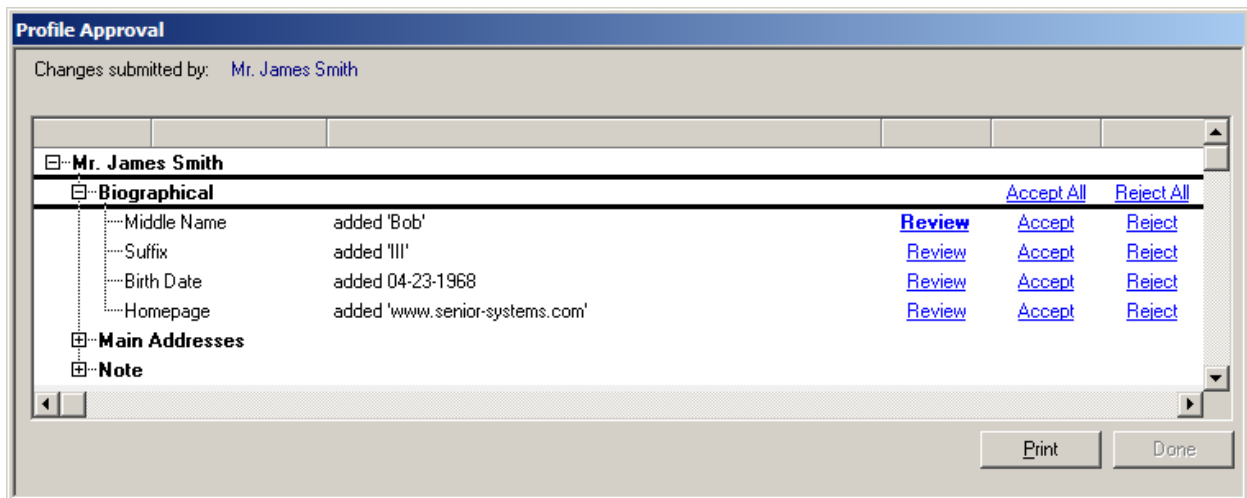 Profile Approval
Changes submitted by: Mr. James Smith
Mr. James Smith
Biographical Accept All Reject All
Middle Name added 'Bob' Review Accept Reject
Suffix added 'III' Review Accept Reject
Birth Date added 04-23-1968 Review Accept Reject
Homepage added 'www.senior-systems.com' Review Accept Reject
Main Addresses
Note
Print Done